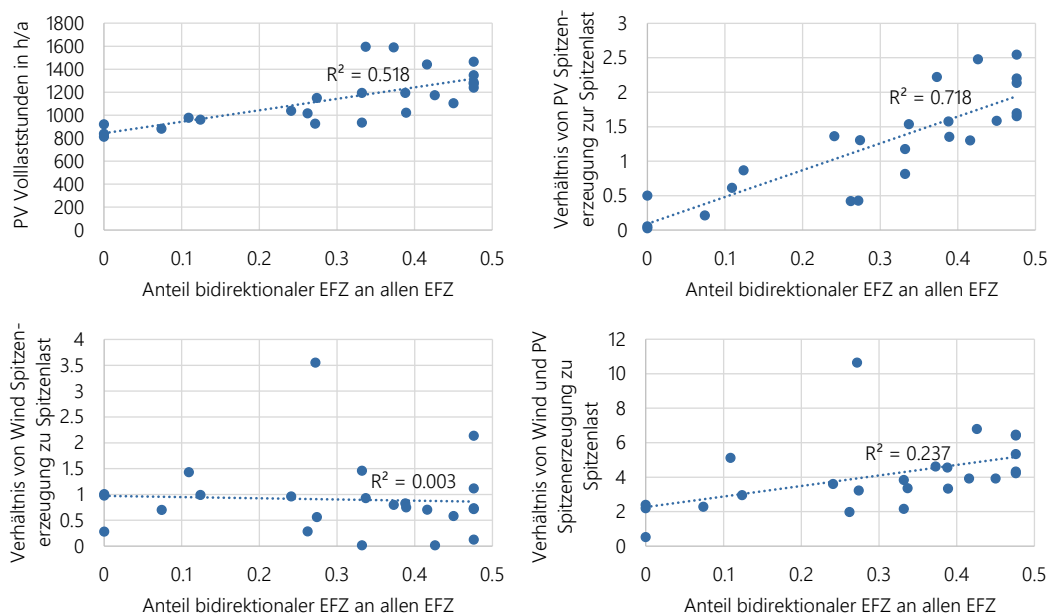 PV Volllaststunden in h/a
1800
1600
1400
1200
1000
800
600
400
200
0
R² = 0.518
0 0.1 0.2 0.3 0.4 0.5
Anteil bidirektionaler EFZ an allen EFZ
Verhältnis von PV Spitzen-
erzeugung zur Spitzenlast
3
2.5
2
1.5
1
0.5
0
R² = 0.718
0 0.1 0.2 0.3 0.4 0.5
Anteil bidirektionaler EFZ an allen EFZ
Verhältnis von Wind Spitzen-
erzeugung zu Spitzenlast
4
3.5
3
2.5
2
1.5
1
0.5
0
R² = 0.003
0 0.1 0.2 0.3 0.4 0.5
Anteil bidirektionaler EFZ an allen EFZ
Verhältnis von Wind und PV
Spitzenerzeugung zu
Spitzenlast
12
10
8
6
4
2
0
R² = 0.237
0 0.1 0.2 0.3 0.4 0.5
Anteil bidirektionaler EFZ an allen EFZ